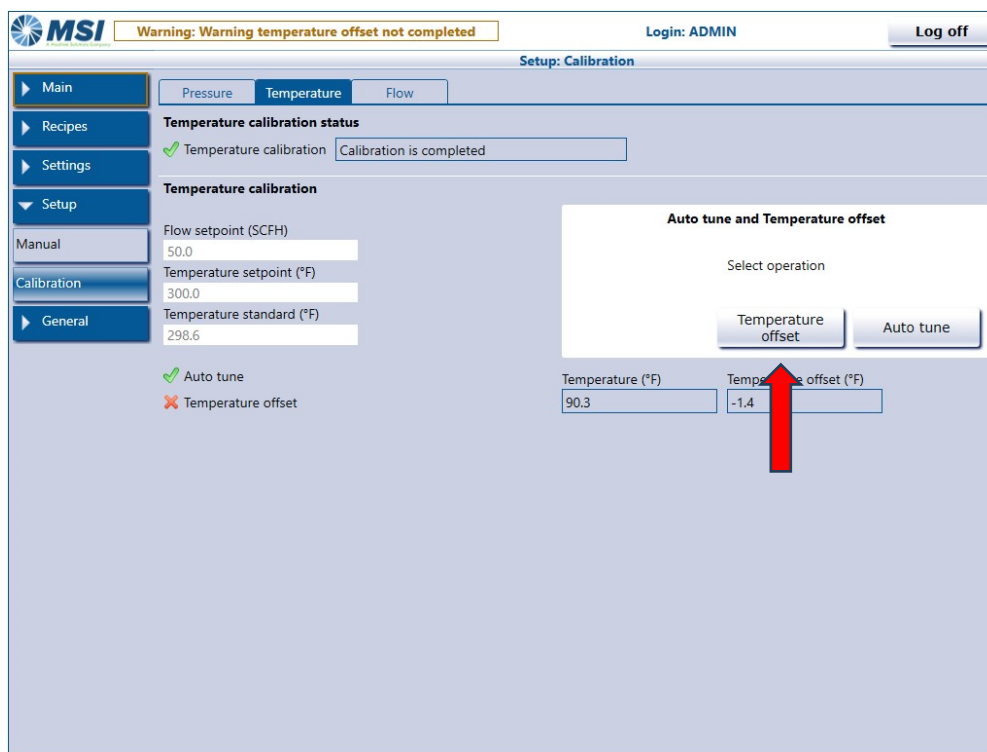 MSI
Warning: Warning temperature offset not completed
Login: ADMIN
Log off
Setup: Calibration
Main
Recipes
Settings
Setup
Manual
Calibration
General
Pressure
Temperature
Flow
Temperature calibration status
Temperature calibration
Calibration is completed
Temperature calibration
Flow setpoint (SCFH)
50.0
Temperature setpoint (°F)
300.0
Temperature standard (°F)
298.6
Auto tune
Temperature offset
Auto tune and Temperature offset
Select operation
Temperature
offset
Auto tune
Temperature (°F)
90.3
offset (°F)
-1.4